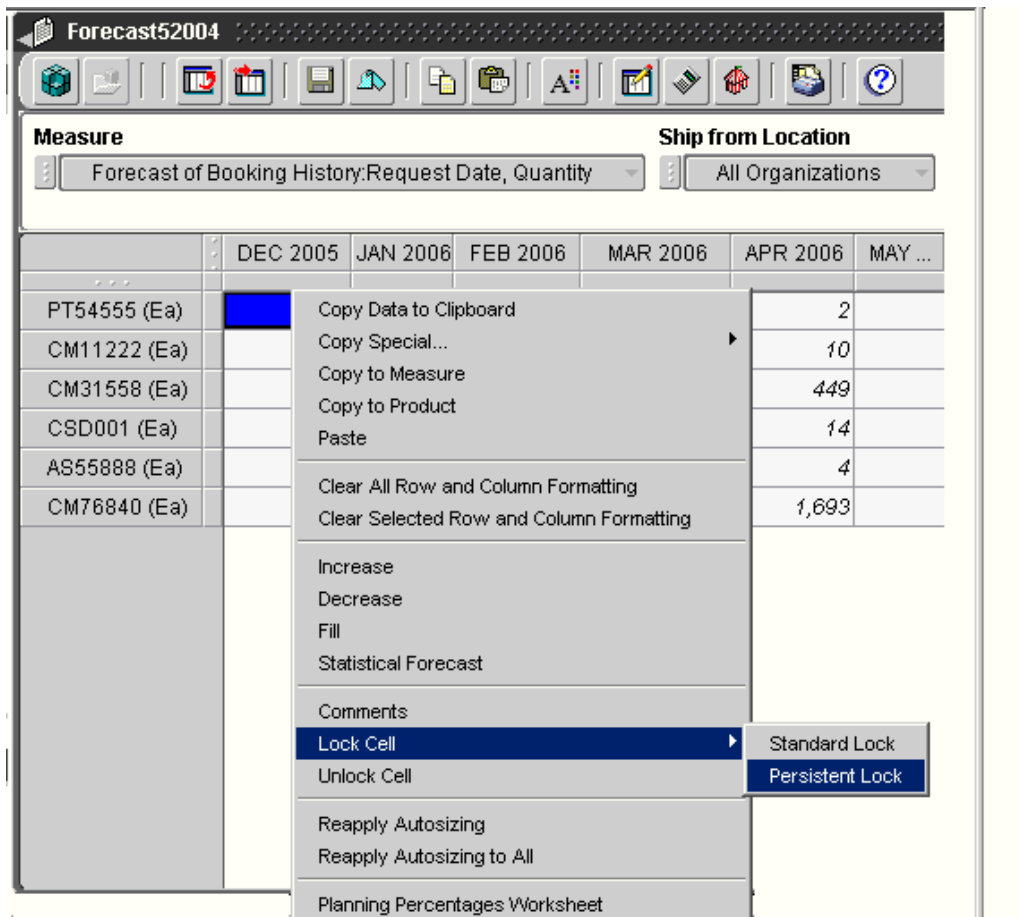 Forecast52004
Measure Ship from Location
Forecast of Booking History:Request Date, Quantity All Organizations
DEC 2005 JAN 2006 FEB 2006 MAR 2006 APR 2006 MAY ...
PT54555 (Ea) 2
CM11222 (Ea) 10
CM31558 (Ea) 449
CSD001 (Ea) 14
AS55888 (Ea) 4
CM76840 (Ea) 1,693
Copy Data to Clipboard
Copy Special...
Copy to Measure
Copy to Product
Paste
Clear All Row and Column Formatting
Clear Selected Row and Column Formatting
Increase
Decrease
Fill
Statistical Forecast
Comments
Lock Cell
Unlock Cell
Reapply Autosizing
Reapply Autosizing to All
Planning Percentages Worksheet
Standard Lock
Persistent Lock